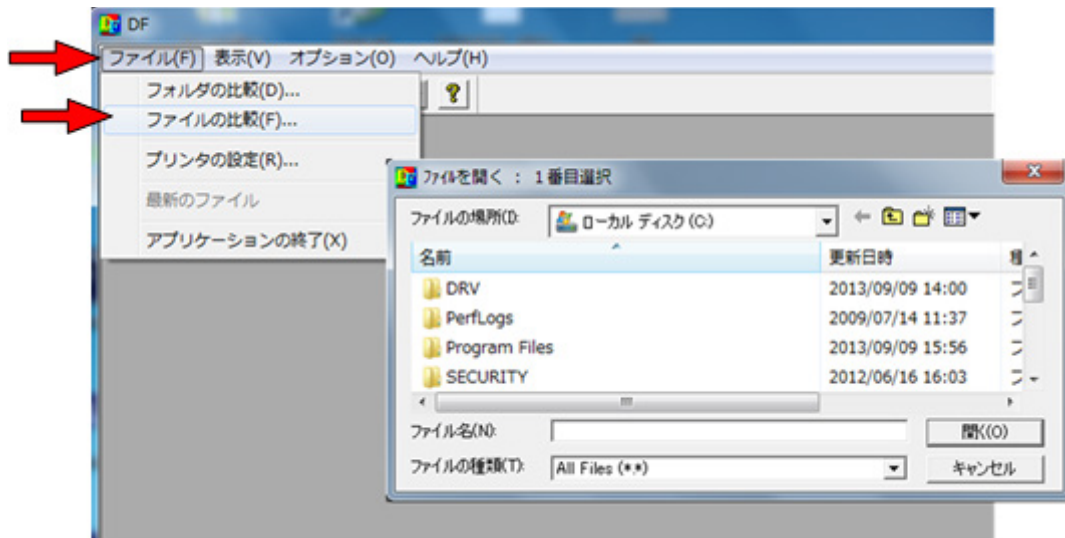 DF
ファイル(F) 表示(V) オプション(O) ヘルプ(H)
フォルダの比較(D)...
ファイルの比較(F)...
プリンタの設定(R)...
最新のファイル
アプリケーションの終了(X)
ファイルを開く : 1番目選択
ファイルの場所(I): ローカル ディスク (C:)
名前 更新日時 種
DRV 2013/09/09 14:00 フ
PerfLogs 2009/07/14 11:37 フ
Program Files 2013/09/09 15:56 フ
SECURITY 2012/06/16 16:03 フ
ファイル名(N): 開く(O)
ファイルの種類(T): All Files (*.*) キャンセル